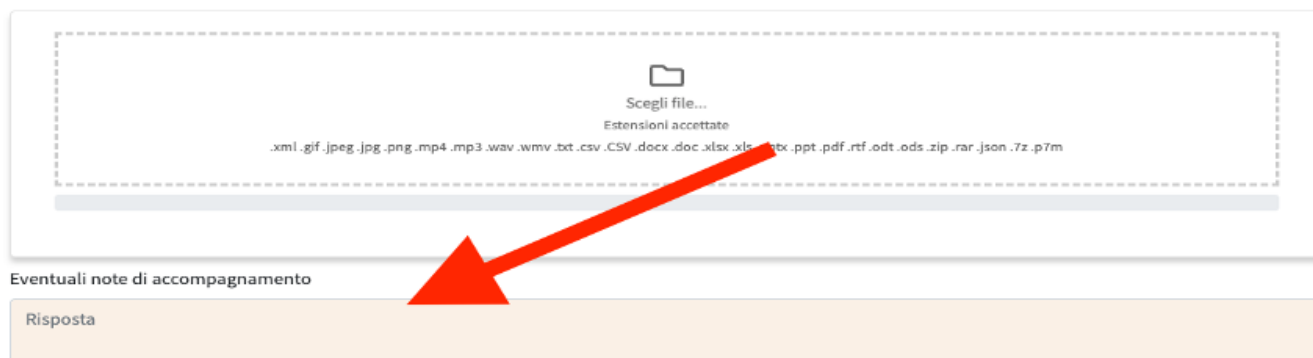 Scegli file...
Estensioni accettate
.xml .gif .jpeg .jpg .png .mp4 .mp3 .wav .wmv .txt .csv .CSV .docx .doc .xlsx .xls .ppt .pdf .rtf .odt .ods .zip .rar .json .7z .p7m
Eventuali note di accompagnamento
Risposta